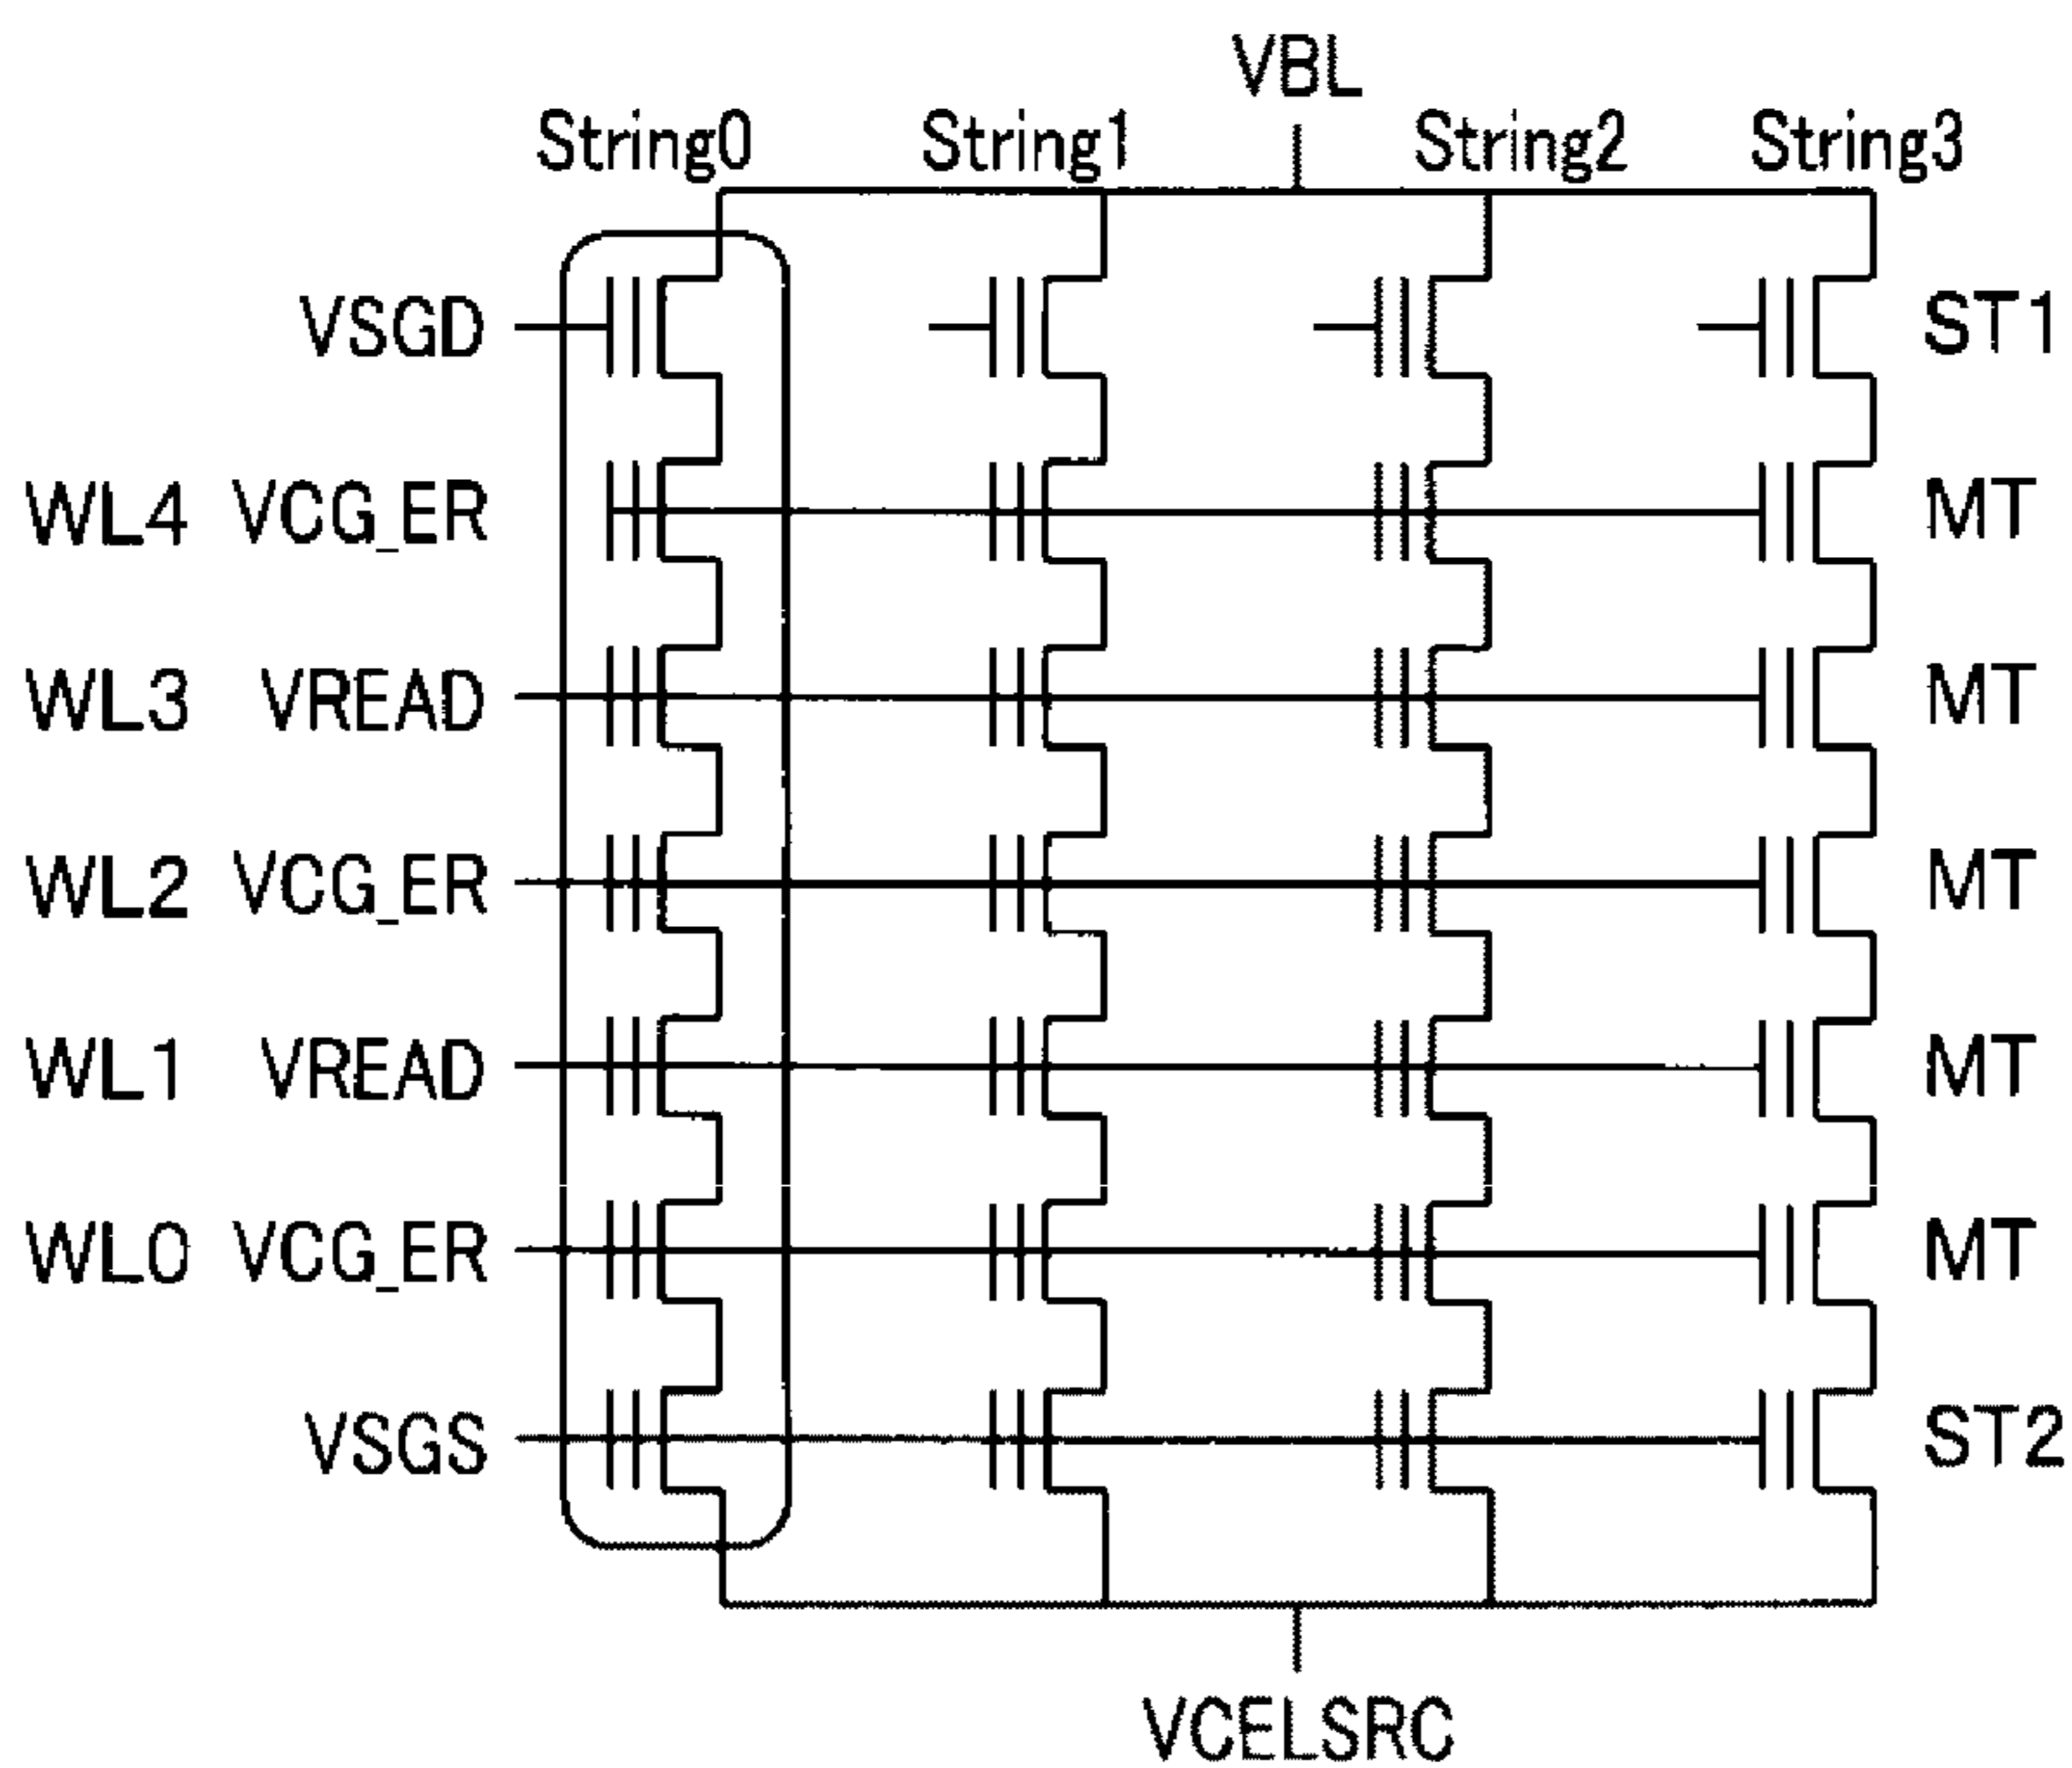 VBL
String0 String1 String2 String3
VSGD ST1
WL4 VCG_ER MT
WL3 VREAD MT
WL2 VCG_ER MT
WL1 VREAD MT
WL0 VCG_ER MT
VSGS ST2
VCELSRC